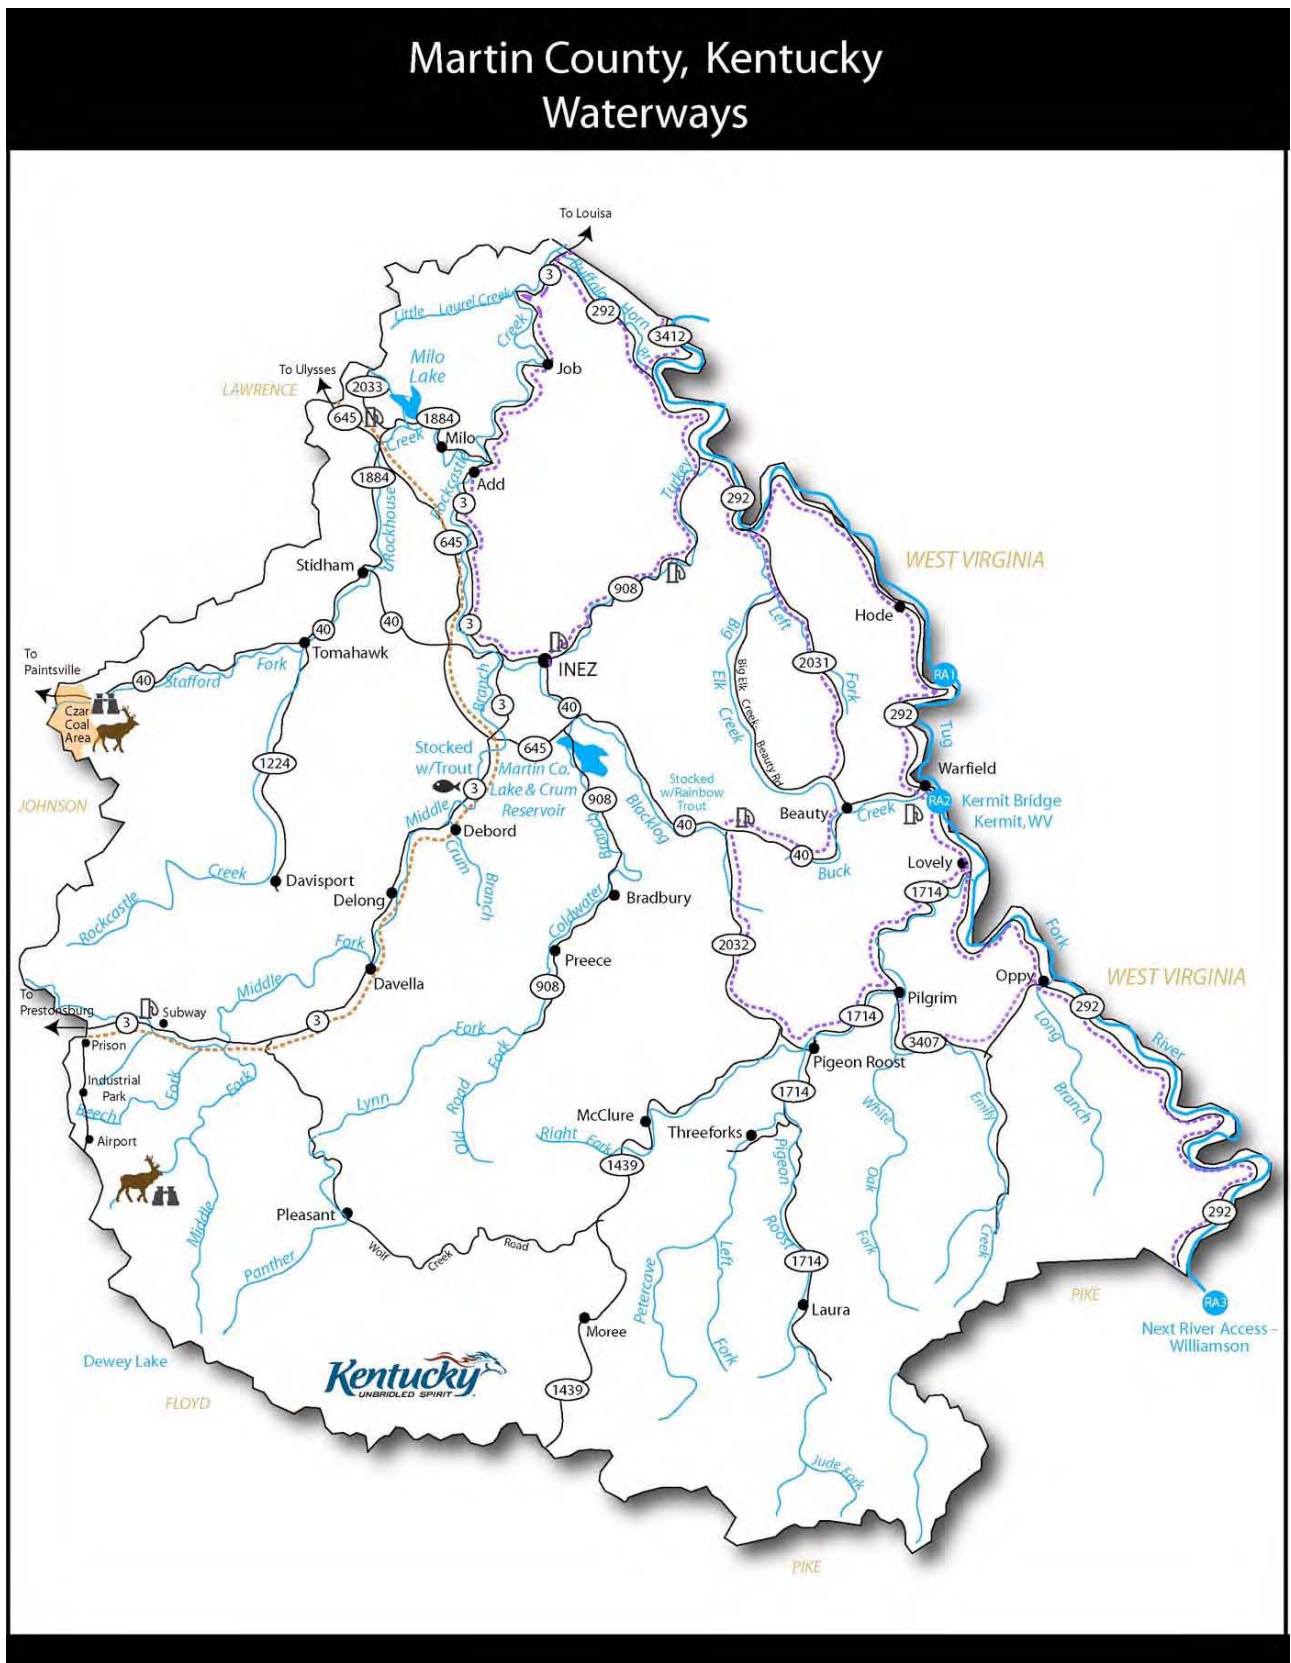 Martin County, Kentucky
Waterways
To Louisa
3
Buffalo
Horn
Br
292
3412
Little Laurel Creek
Creek
Job
Milo
Lake
To Ulysses
LAWRENCE
2033
645
1884
Creek
Milo
Add
Rockcastle
3
1884
Rockhouse
645
Turkey
292
WEST VIRGINIA
Stidham
908
Hode
40
40
3
Left
Big
Elk
Creek
Big Elk Creek Beauty Rd
2031
Fork
INEZ
Tomahawk
To
Paintsville
40
Stafford
Fork
Czar
Coal
Area
Branch
3
40
645
RA1
292
Tug
Stocked
w/Trout
Martin Co.
Lake & Crum
Reservoir
1224
3
Stocked
w/Rainbow
Trout
Warfield
RA2
Kermit Bridge
Kermit, WV
JOHNSON
Middle
Debord
908
Branch
Blacklog
40
Beauty
Creek
40
Buck
Lovely
1714
Crum
Branch
Creek
Davisport
Delong
Rockcastle
Coldwater
Bradbury
Fork
2032
Preece
Fork
Middle
Davella
908
Oppy
WEST VIRGINIA
Pilgrim
292
To
Prestonsburg
3
Subway
3
1714
3407
Long
Branch
River
Prison
Pigeon Roost
Industrial
Park
Beech
Fork
Fork
Fork
Lynn
Old
Road
Fork
1714
White
Oak
Fork
Emily
Creek
McClure
Threeforks
Airport
Right
Fork
1439
Pigeon
Roost
Middle
Pleasant
Panther
Wolf
Creek
Road
Petercave
Left
Fork
1714
292
Laura
PIKE
RA3
Next River Access -
Williamson
Moree
Dewey Lake
Kentucky
UNBRIDLED SPIRIT
FLOYD
1439
Jude Fork
PIKE